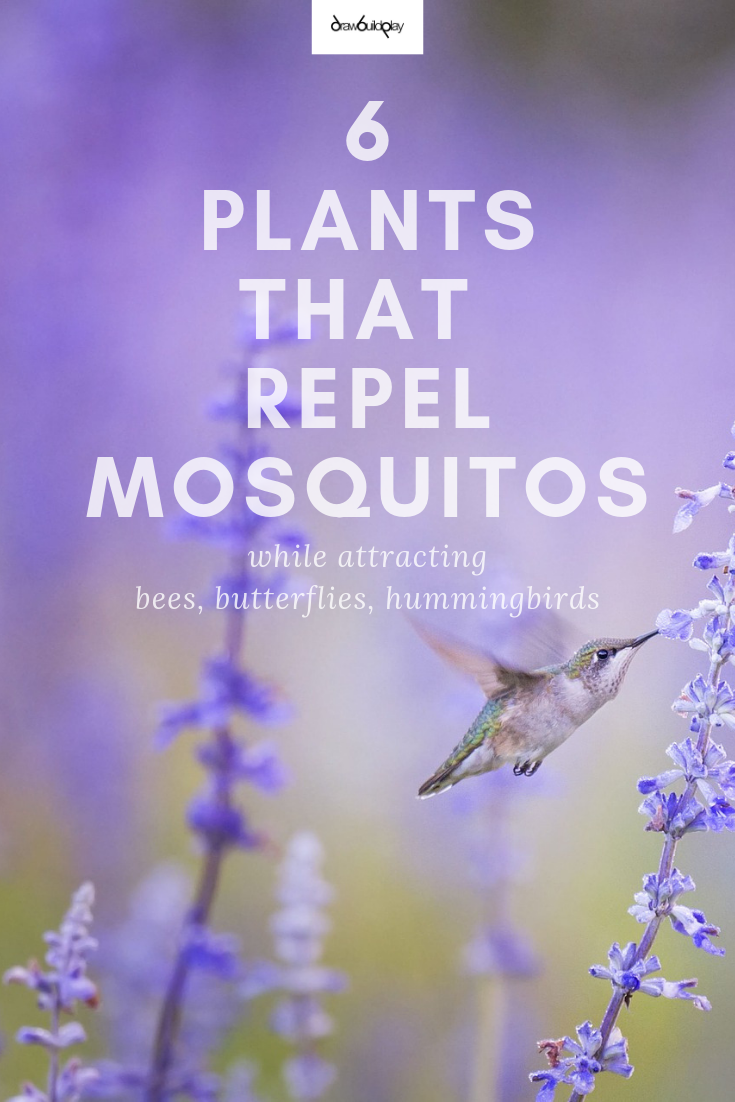 drawbuildplay
6
PLANTS
THAT
REPEL
MOSQUITOS
while attracting
bees, butterflies, hummingbirds